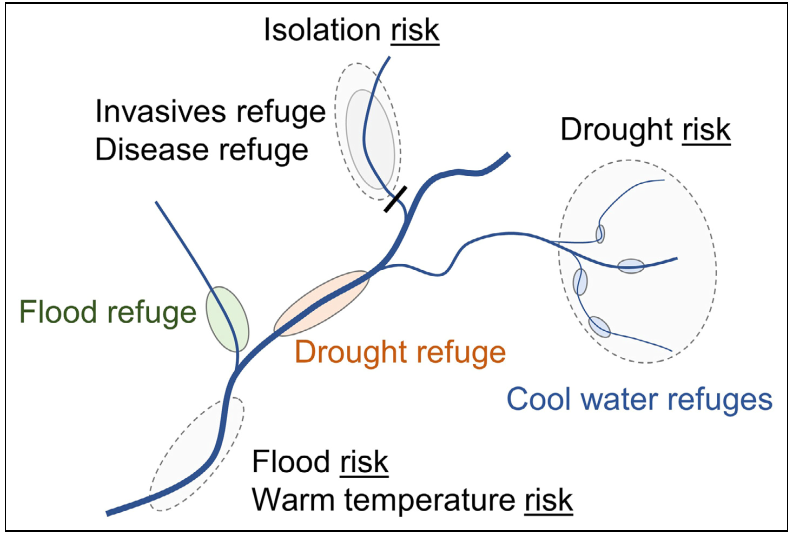 Isolation risk
Invasives refuge
Disease refuge
Drought risk
Flood refuge
Drought refuge
Cool water refuges
Flood risk
Warm temperature risk